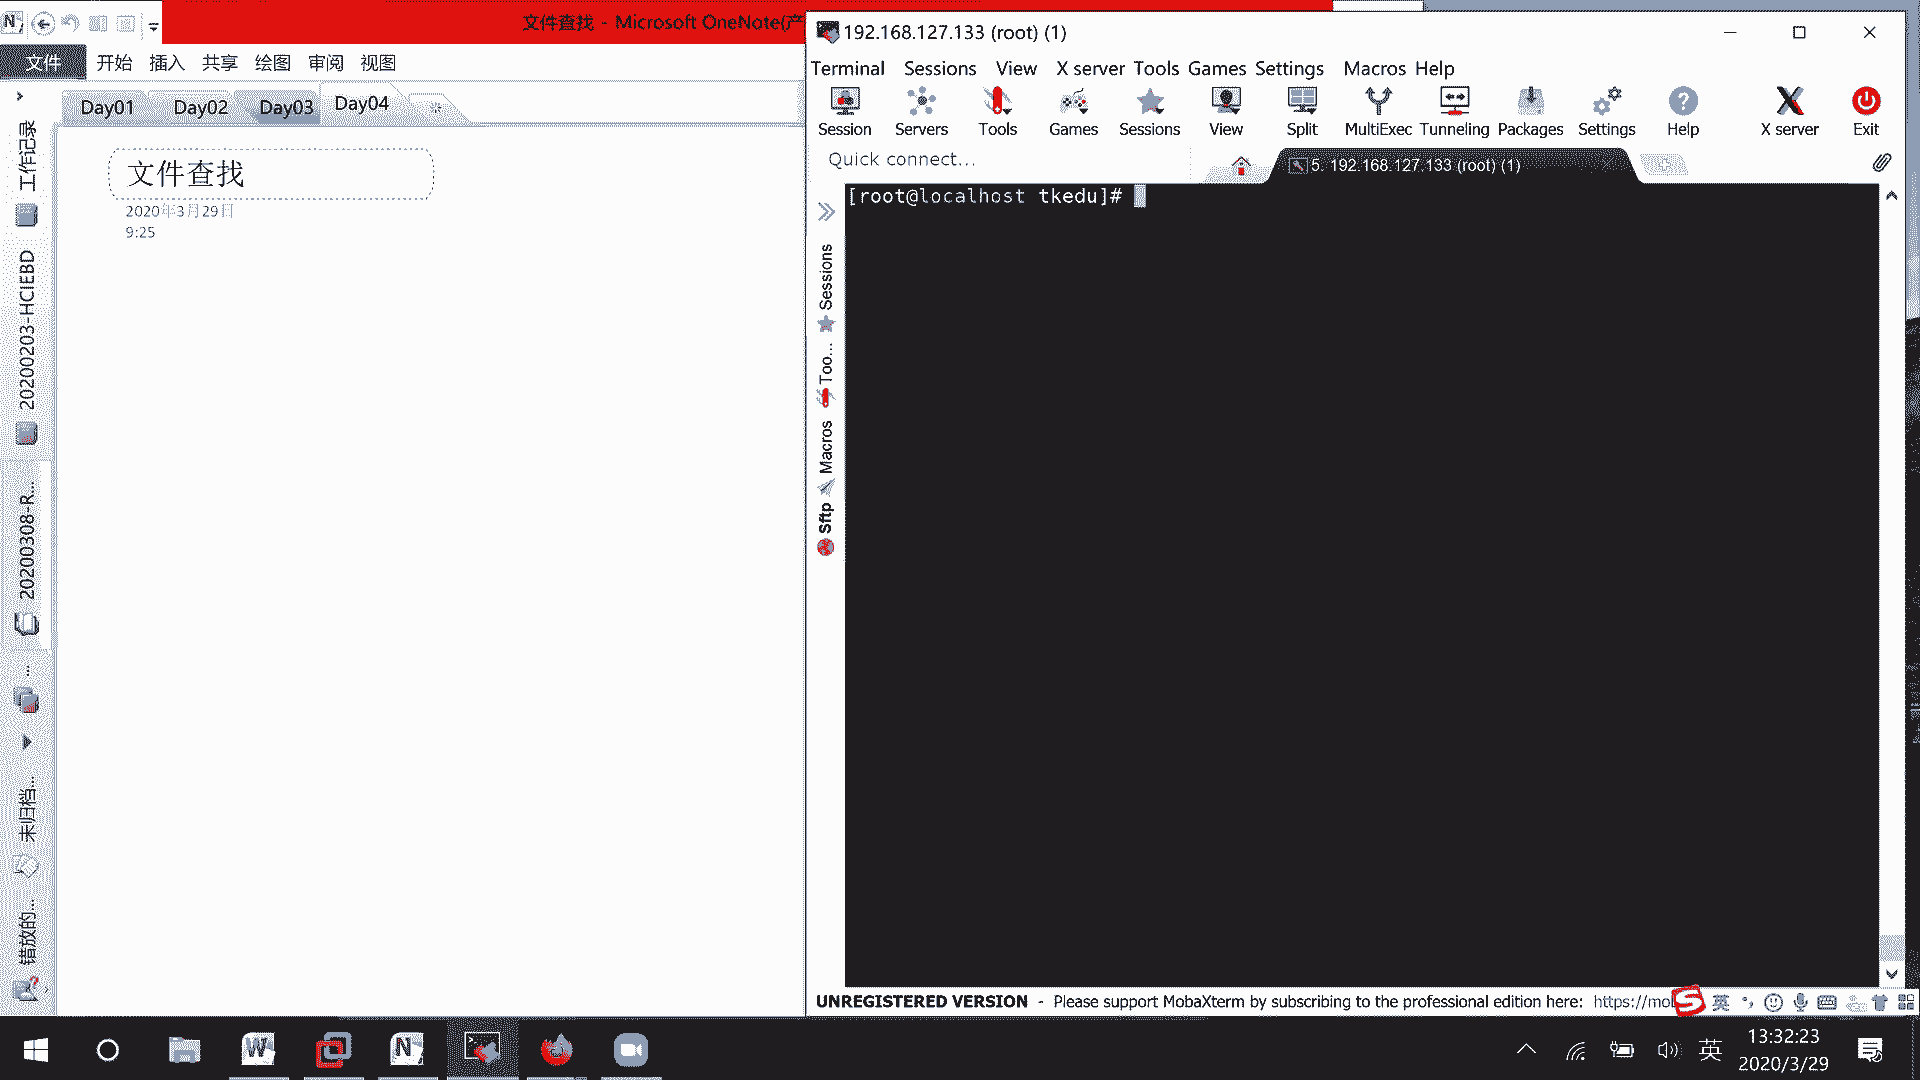 文件查找 - Microsoft OneNote(产
文件 开始 插入 共享 绘图 审阅 视图
Day01 Day02 Day03 Day04
工作记录
20200203-HCIEBD
20200308-R...
...
未归档...
错放的...
文件查找
2020年3月29日
9:25
192.168.127.133 (root) (1)
Terminal Sessions View X server Tools Games Settings Macros Help
Session Servers Tools Games Sessions View Split MultiExec Tunneling Packages Settings Help X server Exit
Quick connect...
5. 192.168.127.133 (root) (1)
[root@localhost tkedu]#
Sessions
Too...
Macros
Sftp
UNREGISTERED VERSION - Please support MobaXterm by subscribing to the professional edition here: https://mo
英
英
13:32:23
2020/3/29